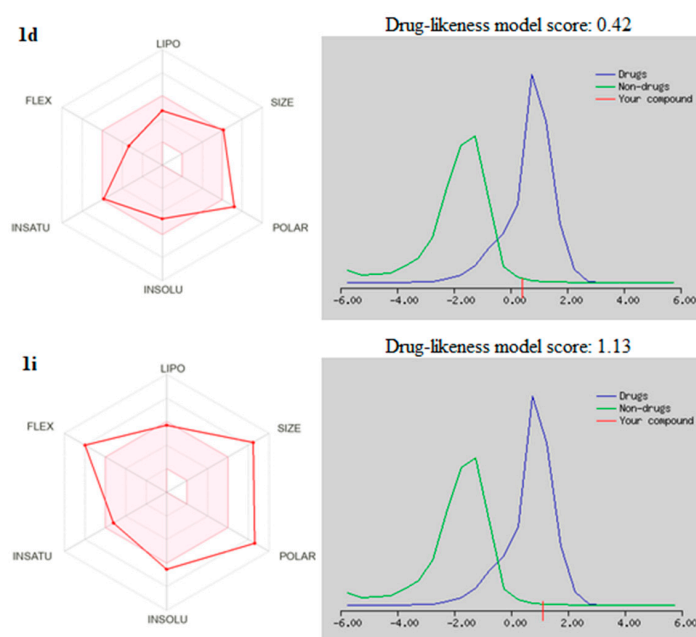 1d
LIPO
FLEX
SIZE
INSATU
POLAR
INSOLU
Drug-likeness model score: 0.42
Drugs
Non-drugs
Your compound
-6.00 -4.00 -2.00 0.00 2.00 4.00 6.00
1i
LIPO
FLEX
SIZE
INSATU
POLAR
INSOLU
Drug-likeness model score: 1.13
Drugs
Non-drugs
Your compound
-6.00 -4.00 -2.00 0.00 2.00 4.00 6.00